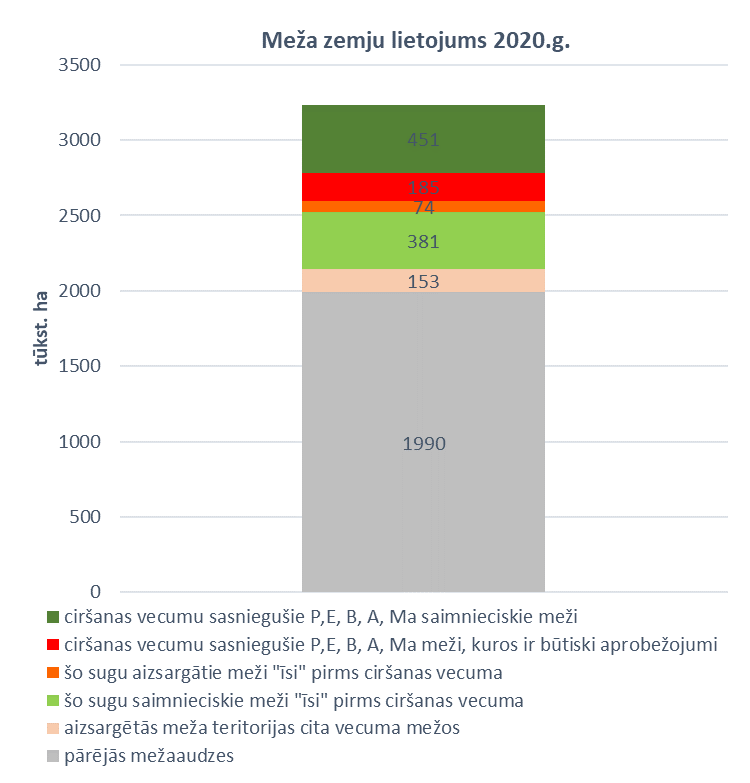 Meža zemju lietojums 2020.g.
tūkst. ha
3500
3000
2500
2000
1500
1000
500
0
451
185
74
381
153
1990
ciršanas vecumu sasniegušie P,E, B, A, Ma saimnieciskie meži
ciršanas vecumu sasniegušie P,E, B, A, Ma meži, kuros ir būtiski aprobežojumi
šo sugu aizsargātie meži "īsi" pirms ciršanas vecuma
šo sugu saimnieciskie meži "īsi" pirms ciršanas vecuma
aizsargētās meža teritorijas cita vecuma mežos
pārējās mežaaudzes